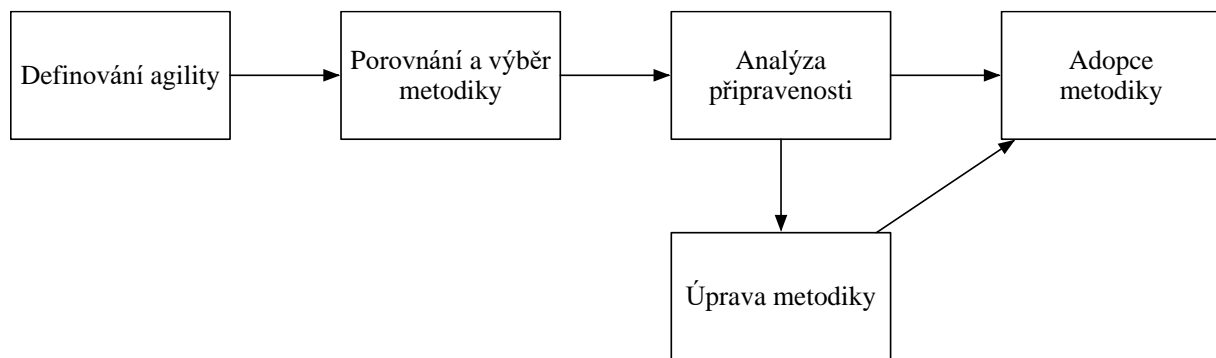 Definování agility
Porovnání a výběr
metodiky
Analýza
připravenosti
Adopce
metodiky
Úprava metodiky